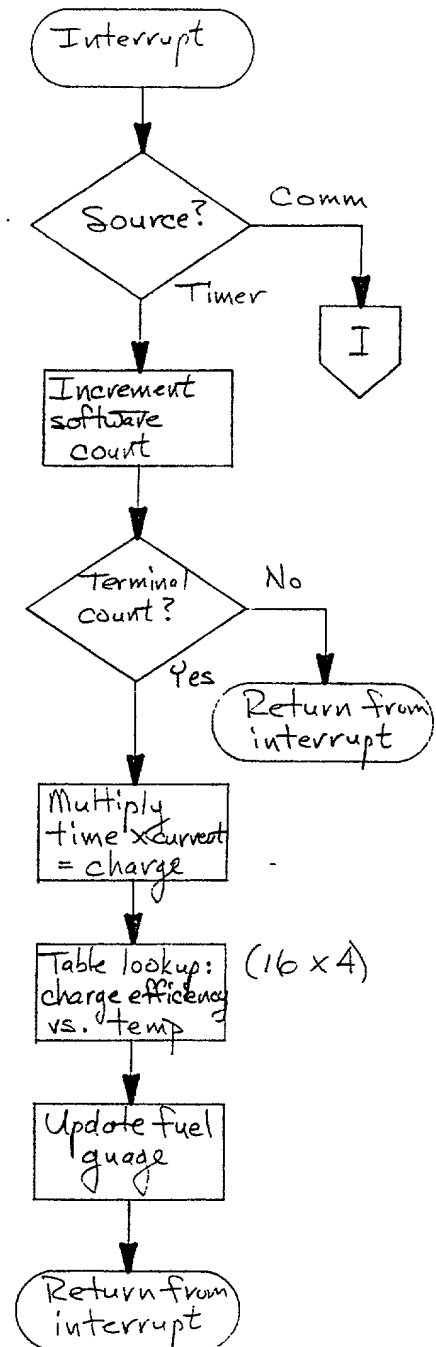 Interrupt
Source?
Comm
Timer
I
Increment
software
count
Terminal
count?
No
Yes
Return from
interrupt
Multiply
time x current
= charge
Table lookup:
charge efficiency
vs. temp
(16 x 4)
Update fuel
guage
Return from
interrupt